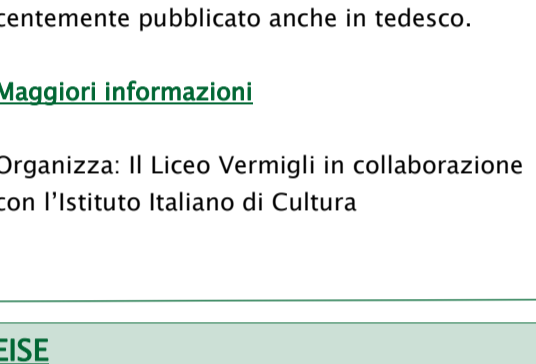 centemente pubblicato anche in tedesco.
Maggiori informazioni
Organizza: Il Liceo Vermigli in collaborazione
con l'Istituto Italiano di Cultura
EISE